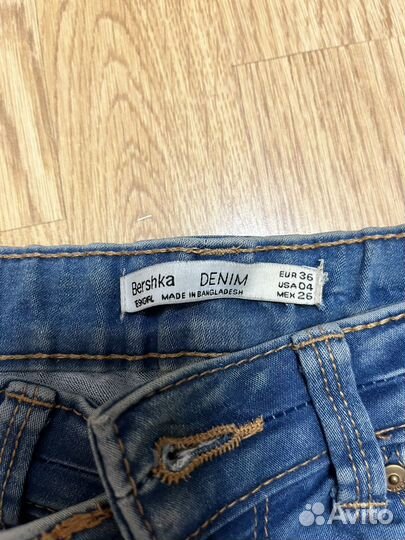 Bershka DENIM
MADE IN BANGLADESH
EUR 36
USA 04
MEX 26
Avito